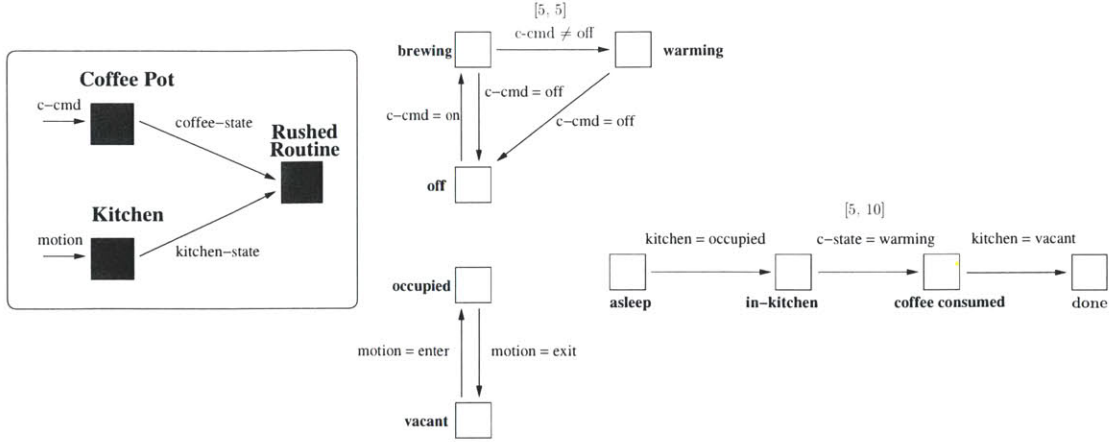 Coffee Pot
c–cmd
coffee–state
Rushed
Routine
Kitchen
motion
kitchen–state
[5, 5]
c-cmd ≠ off
brewing
warming
c–cmd = off
c–cmd = on
c–cmd = off
off
occupied
motion = enter
motion = exit
vacant
[5, 10]
kitchen = occupied
c–state = warming
kitchen = vacant
asleep
in–kitchen
coffee consumed
done